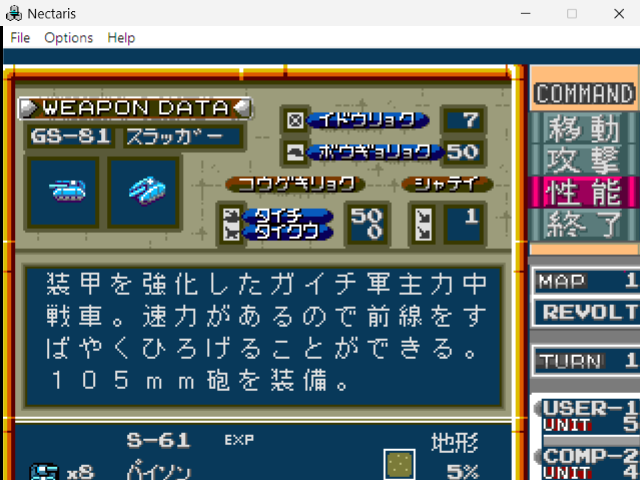 Nectaris
File Options Help
WEAPON DATA
GS-81 スラッガー
イドウリョク 7
ボウギョリョク 50
コウゲキリョク シャテイ
タイチ 50 1
タイクウ 0
装甲を強化したガイチ軍主力中
戦車。速力があるので前線をす
ばやくひろげることができる。
105mm砲を装備。
S-61 EXP 地形
x8 バイソン 5%
COMMAND
移動
攻撃
性能
終了
MAP 1
REVOLT
TURN 1
USER-1
UNIT 5
COMP-2
UNIT 4